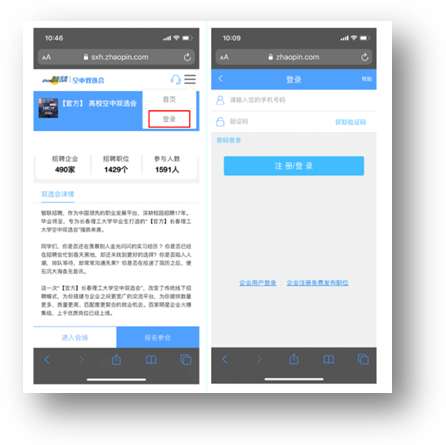 10:46
AA sxh.zhaopin.com
空中双选会
首页
【官方】高校空中双选会
登录
招聘企业 招聘职位 参与人数
490家 1429个 1591人
双选会详情
智联招聘，作为中国领先的职业发展平台，深耕校园招聘17年。
毕业将至，专为长春理工大学毕业生打造的“【官方】长春理
工大学空中双选会”强势来袭。
同学们，你是否还在羡慕别人金光闪闪的实习经历？你是否已经
在招聘会忙到昏天黑地，却还未找到更好的选择？你是否陷入人
潮，排队等待，却常常沟通无果？你是否在投递了简历之后，便
石沉大海杳无音讯。
这一次“【官方】长春理工大学空中双选会”，改变了传统线下招
聘模式，为你搭建与企业之间更宽广的交流平台，为你提供数量
更多、质量更高、匹配度更契合的就业机会。百家明星企业火爆
集结，上千优质岗位已经上线。
进入会场 报名参会
10:09
AA zhaopin.com
登录 帮助
请输入您的手机号码
验证码 获取验证码
密码登录
注 册/登 录
企业用户登录 企业注册免费发布职位